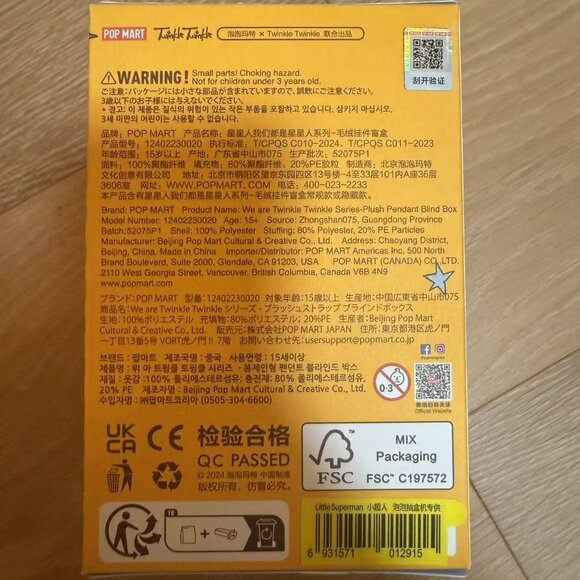 POP MART Twinkle Twinkle 泡泡玛特 × Twinkle Twinkle 联合出品
刮开验证
WARNING! Small parts! Choking hazard.
Not for children under 3 years old.
ご注意：パッケージには小さな部品が含まれていますので、誤飲にご注意ください。
3歳以下のお子様には与えないでください。
• 경고: 이 제품은 질식의 위험이 있는 작은 부품을 포함하고 있습니다, 삼키지 마십시오.
3세 미만의 어린이는 사용할 수 없습니다.
品牌：POP MART 产品名称：星星人我们都是星星人系列-毛绒挂件盲盒
产品型号：12402230020 执行标准：T/CPQS C010-2024、T/CPQS C011-2023
年龄范围：15岁以上 产地：广东省中山市075 生产批次：52075P1
面料：100%聚酯纤维 填充物：80%聚酯纤维、20%PE胶粒 制造商：北京泡泡玛特
文化创意有限公司 地址：北京市朝阳区望京东园四区13号楼-4至33层101内A座36层
3606室 网址：WWW.POPMART.COM 电话：400-023-2233
本产品含有星星人毛绒挂件盲盒常规款或隐藏款。
Brand: POP MART Product Name: We are Twinkle Twinkle Series-Plush Pendant Blind Box
Model Number: 12402230020 Age: 15+ Source: Zhongshan075, Guangdong Province
Batch:52075P1 Shell: 100% Polyester Stuffing: 80% Polyester, 20% PE Particles
Manufacturer: Beijing Pop Mart Cultural & Creative Co., Ltd. Address: Chaoyang District,
Beijing, China. Made in China Importer/Distributor: POP MART Americas Inc. 500 North
Brand Boulevard, Suite 2000, Glendale, CA 91203, USA POP MART (CANADA) CO. LTD.
2110 West Georgia Street, Vancouver, British Columbia, Canada V6B 4N9
www.popmart.com
ブランド：POP MART 型番：12402230020 対象年齢：15歳以上 生産地：中国広東省中山市075
製品名：We are Twinkle Twinkle シリーズ - プラッシュストラップ ブラインドボックス
生地：100%ポリエステル 充填物：80%ポリエステル；20%PE 生産者：Beijing Pop Mart
Cultural & Creative Co., Ltd. 販売元：株式会社POP MART JAPAN 住所：東京都港区虎ノ門
一丁目13番5号 VORT虎ノ門II 7階 お問い合わせ先：usersupport@popmart.co.jp
브랜드 : 팝마트 제조국명 : 중국 사용연령 : 15세이상
제품명 : 위 아 트윙클 트윙클 시리즈 - 봉제인형 펜던트 블라인드 박스
재질: 겉감: 100% 폴리에스테르섬유; 충전재: 80% 폴리에스테르섬유,
20% PE 제조자명 : Beijing Pop Mart Cultural & Creative Co., Ltd.
수입자명 : ㈜팝마트코리아 (0505-304-6600)
0-3
微信扫码关注
Official Website
UK
CA
检验合格
QC PASSED
© 2024 泡泡玛特 中国制造
版权所有，仿冒必究。
FSC
MIX
Packaging
FSC™ C197572
FR
Little Superman 小超人 泡泡抽盒机专供
6 931571 012915